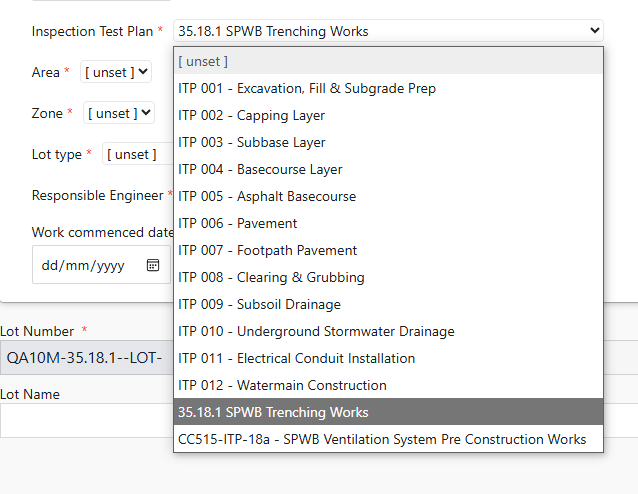 Inspection Test Plan * 35.18.1 SPWB Trenching Works
[ unset ]
Area * [ unset ]
ITP 001 - Excavation, Fill & Subgrade Prep
Zone * [ unset ]
ITP 002 - Capping Layer
ITP 003 - Subbase Layer
Lot type * [ unset ]
ITP 004 - Basecourse Layer
Responsible Engineer *
ITP 005 - Asphalt Basecourse
ITP 006 - Pavement
Work commenced date
ITP 007 - Footpath Pavement
dd/mm/yyyy
ITP 008 - Clearing & Grubbing
ITP 009 - Subsoil Drainage
Lot Number *
ITP 010 - Underground Stormwater Drainage
QA10M-35.18.1--LOT-
ITP 011 - Electrical Conduit Installation
ITP 012 - Watermain Construction
Lot Name
35.18.1 SPWB Trenching Works
CC515-ITP-18a - SPWB Ventilation System Pre Construction Works